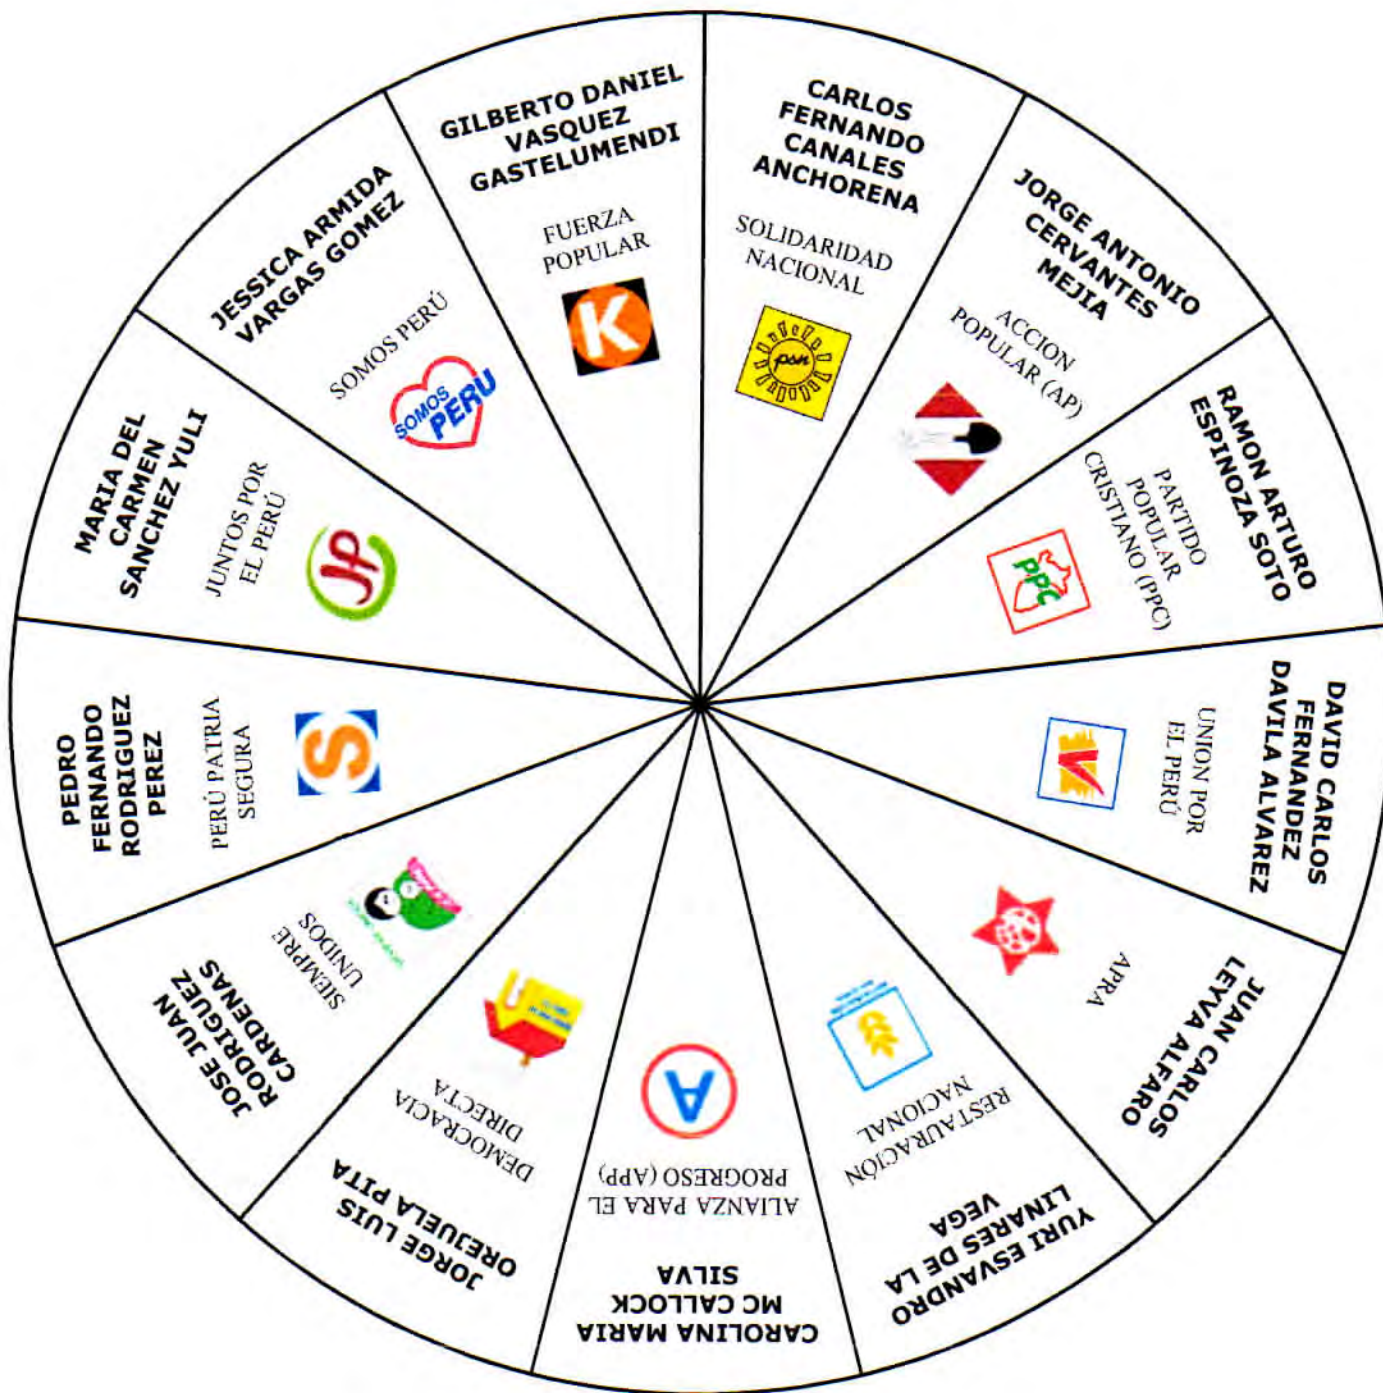 CARLOS
FERNANDO
CANALES
ANCHORENA
SOLIDARIDAD
NACIONAL
psn
JORGE ANTONIO
CERVANTES
MEJIA
ACCION
POPULAR (AP)
RAMON ARTURO
ESPINOZA SOTO
PARTIDO
POPULAR
CRISTIANO (PPC)
PPC
DAVID CARLOS
FERNANDEZ
DAVILA ALVAREZ
UNION POR
EL PERÚ
JUAN CARLOS
LEYVA ALFARO
APRA
YURI ESVANDRO
LINARES DE LA
VEGA
RESTAURACIÓN
NACIONAL
CAROLINA MARIA
MC CALLOCK
SILVA
ALIANZA PARA EL
PROGRESO (APP)
A
JORGE LUIS
OREJUELA PITA
DEMOCRACIA
DIRECTA
JOSE JUAN
RODRIGUEZ
CARDENAS
SIEMPRE
UNIDOS
PEDRO
FERNANDO
RODRIGUEZ
PEREZ
PERÚ PATRIA
SEGURA
S
MARIA DEL
CARMEN
SANCHEZ YULI
JUNTOS POR
EL PERÚ
JP
JESSICA ARMIDA
VARGAS GOMEZ
SOMOS PERÚ
SOMOS
PERU
GILBERTO DANIEL
VASQUEZ
GASTELUMENDI
FUERZA
POPULAR
K